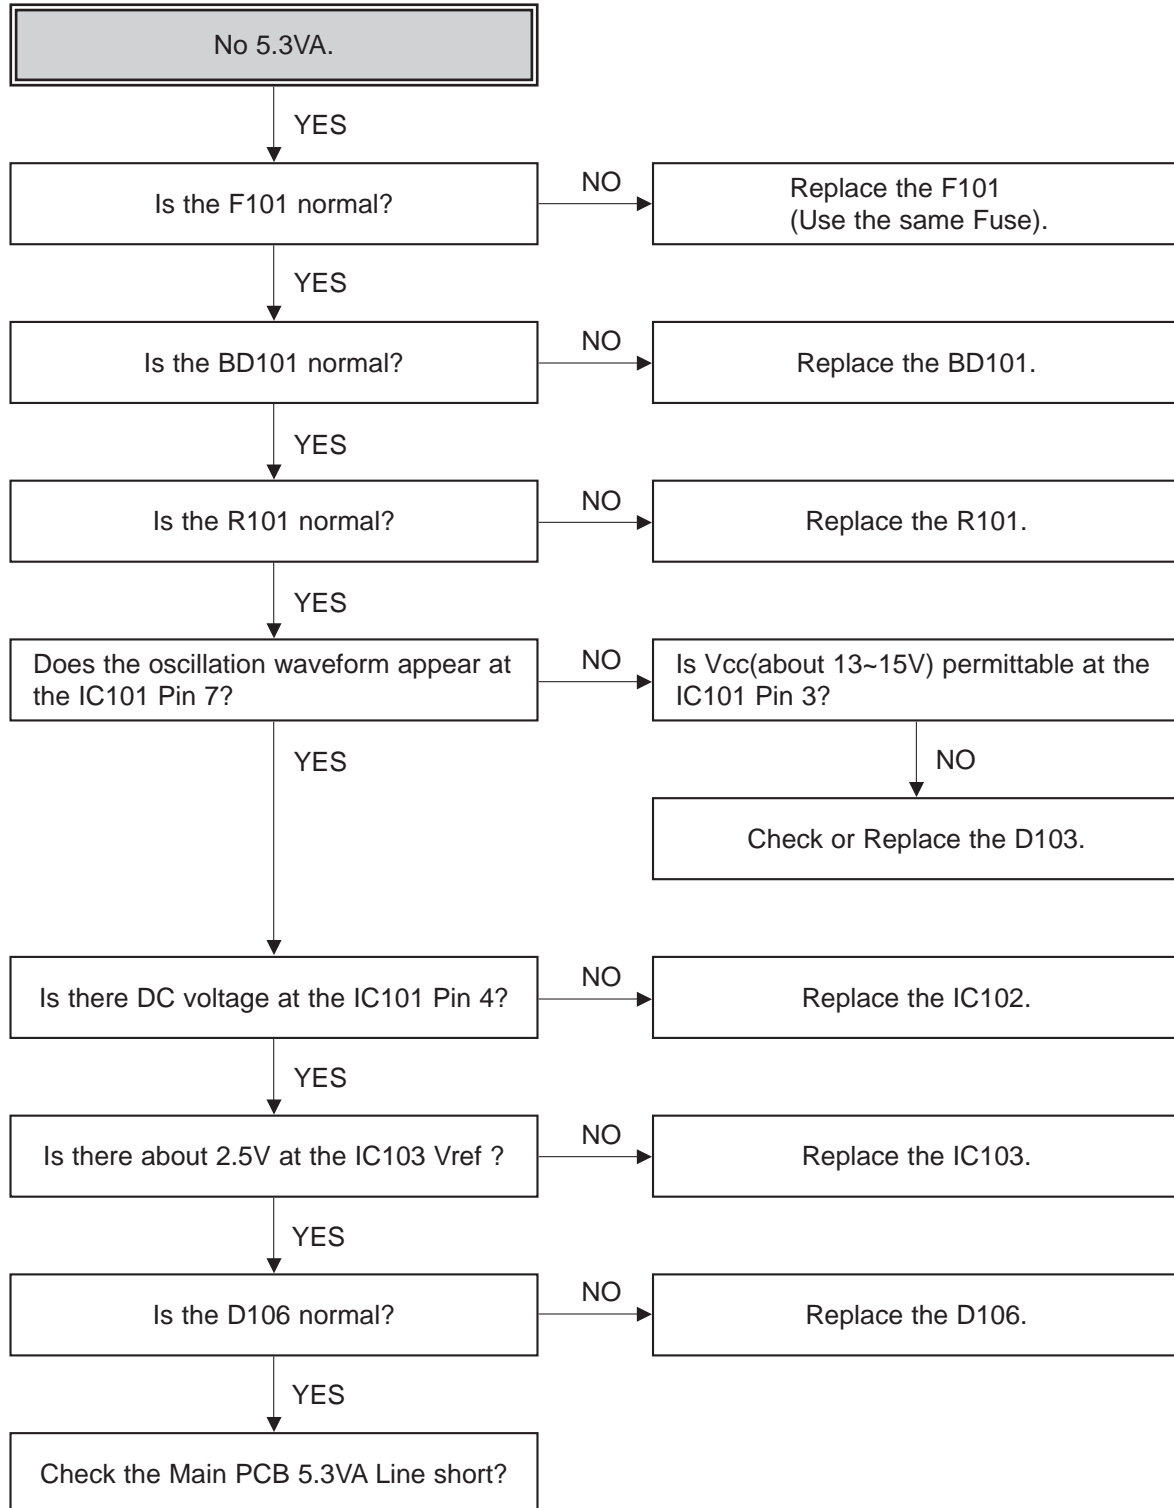 No 5.3VA.
YES
Is the F101 normal?
NO
Replace the F101
(Use the same Fuse).
YES
Is the BD101 normal?
NO
Replace the BD101.
YES
Is the R101 normal?
NO
Replace the R101.
YES
Does the oscillation waveform appear at
the IC101 Pin 7?
NO
Is Vcc(about 13~15V) permittable at the
IC101 Pin 3?
YES
NO
Check or Replace the D103.
Is there DC voltage at the IC101 Pin 4?
NO
Replace the IC102.
YES
Is there about 2.5V at the IC103 Vref ?
NO
Replace the IC103.
YES
Is the D106 normal?
NO
Replace the D106.
YES
Check the Main PCB 5.3VA Line short?